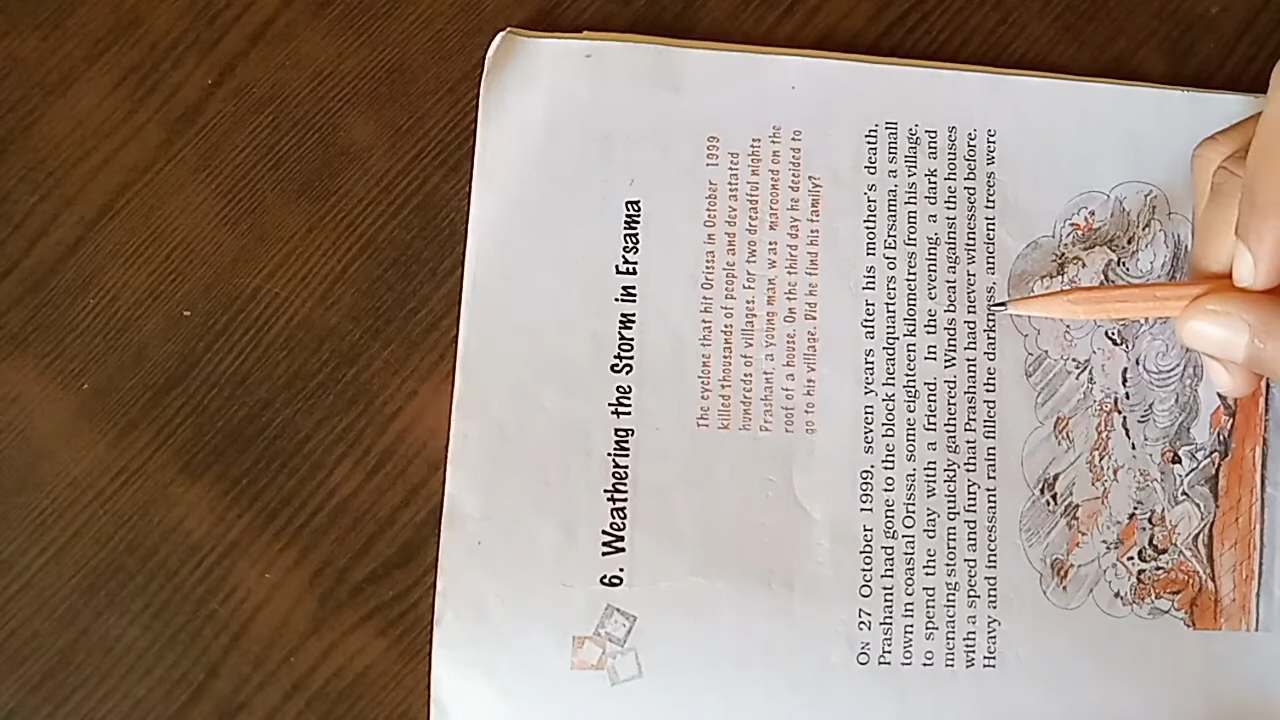 6. Weathering the Storm in Ersama
The cyclone that hit Orissa in October 1999
killed thousands of people and dev astated
hundreds of villages. For two dreadful nights
Prashant, a young man, was marooned on the
roof of a house. On the third day he decided to
go to his village. Did he find his family?
ON 27 October 1999, seven years after his mother's death,
Prashant had gone to the block headquarters of Ersama, a small
town in coastal Orissa, some eighteen kilometres from his village,
to spend the day with a friend. In the evening, a dark and
menacing storm quickly gathered. Winds beat against the houses
with a speed and fury that Prashant had never witnessed before.
Heavy and incessant rain filled the darkness, ancient trees were